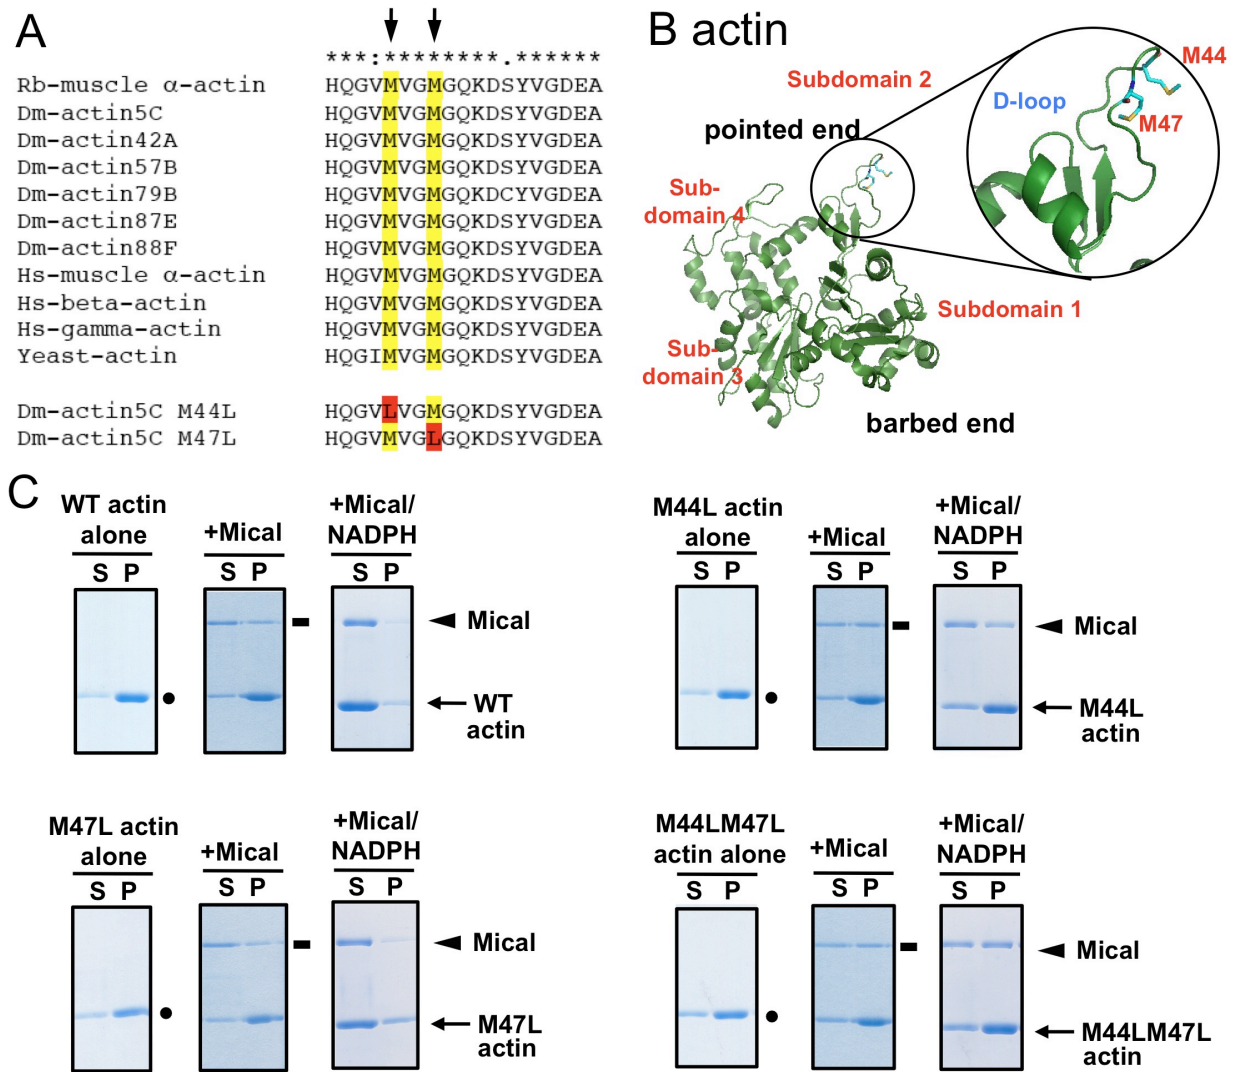 A
***:********.******
Rb-muscle α-actin HQGVMVGMGQKDSYVGDEA
Dm-actin5C HQGVMVGMGQKDSYVGDEA
Dm-actin42A HQGVMVGMGQKDSYVGDEA
Dm-actin57B HQGVMVGMGQKDSYVGDEA
Dm-actin79B HQGVMVGMGQKDCYVGDEA
Dm-actin87E HQGVMVGMGQKDSYVGDEA
Dm-actin88F HQGVMVGMGQKDSYVGDEA
Hs-muscle α-actin HQGVMVGMGQKDSYVGDEA
Hs-beta-actin HQGVMVGMGQKDSYVGDEA
Hs-gamma-actin HQGVMVGMGQKDSYVGDEA
Yeast-actin HQGIMVGMGQKDSYVGDEA
Dm-actin5C M44L HQGVLVGMGQKDSYVGDEA
Dm-actin5C M47L HQGVMVGLGQKDSYVGDEA
B actin
Subdomain 2
pointed end
D-loop
M44
M47
Sub-
domain 4
Subdomain 1
Sub-
domain 3
barbed end
C
WT actin
alone
+Mical
+Mical/
NADPH
S P
S P
S P
Mical
WT
actin
M44L actin
alone
+Mical
+Mical/
NADPH
S P
S P
S P
Mical
M44L
actin
M47L actin
alone
+Mical
+Mical/
NADPH
S P
S P
S P
Mical
M47L
actin
M44LM47L
actin alone
+Mical
+Mical/
NADPH
S P
S P
S P
Mical
M44LM47L
actin